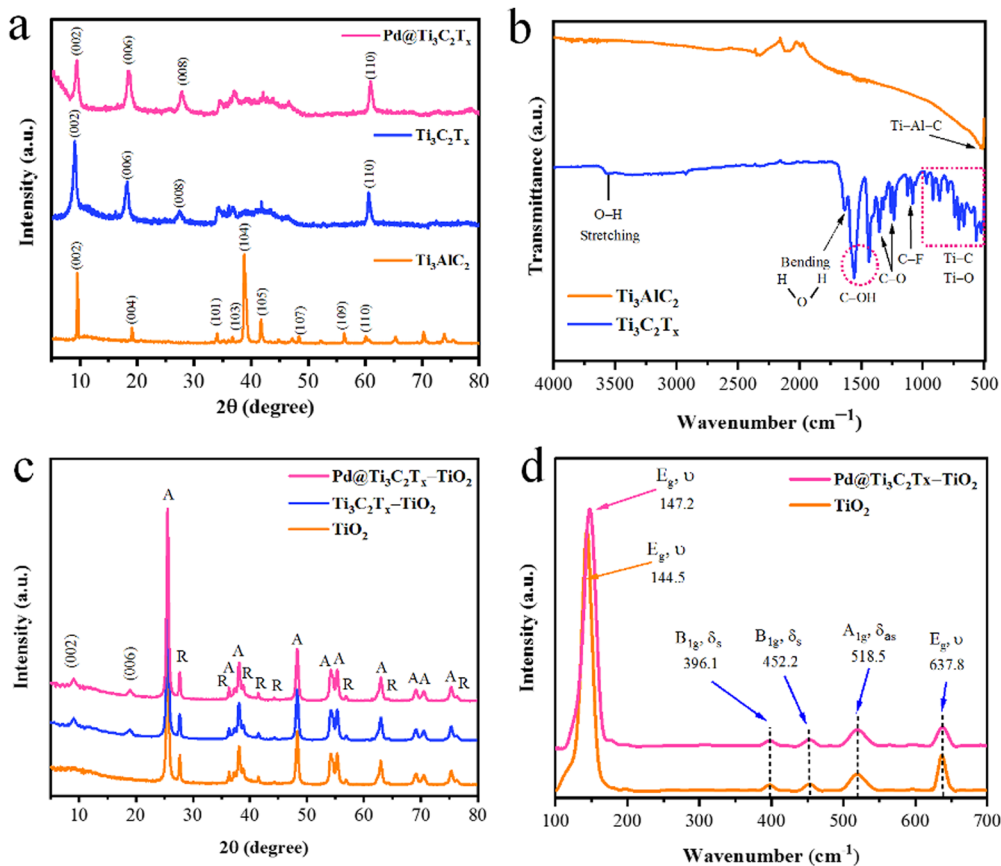 a
Pd@Ti₃C₂Tₓ
(002)
(006)
(008)
(110)
Ti₃C₂Tₓ
(002)
(006)
(008)
(110)
Ti₃AlC₂
(002)
(004)
(101)
(103)
(104)
(105)
(107)
(109)
(110)
Intensity (a.u.)
10 20 30 40 50 60 70 80
2θ (degree)
b
Ti–Al–C
O–H
Stretching
Bending
H H
O
C–OH
C–O
C–F
Ti–C
Ti–O
Ti₃AlC₂
Ti₃C₂Tₓ
Transmittance (a.u.)
4000 3500 3000 2500 2000 1500 1000 500
Wavenumber (cm⁻¹)
c
Pd@Ti₃C₂Tₓ–TiO₂
Ti₃C₂Tₓ–TiO₂
TiO₂
(002)
(006)
A
R
R
A
A
R
R
R
A
A
A
R
A
R
A
A
R
Intensity (a.u.)
10 20 30 40 50 60 70 80
2θ (degree)
d
Pd@Ti₃C₂Tx–TiO₂
TiO₂
E_g, υ
147.2
E_g, υ
144.5
B₁g, δₛ
396.1
B₁g, δₛ
452.2
A₁g, δₐₛ
518.5
E_g, υ
637.8
Intensity (a.u.)
100 200 300 400 500 600 700
Wavenumber (cm⁻¹)